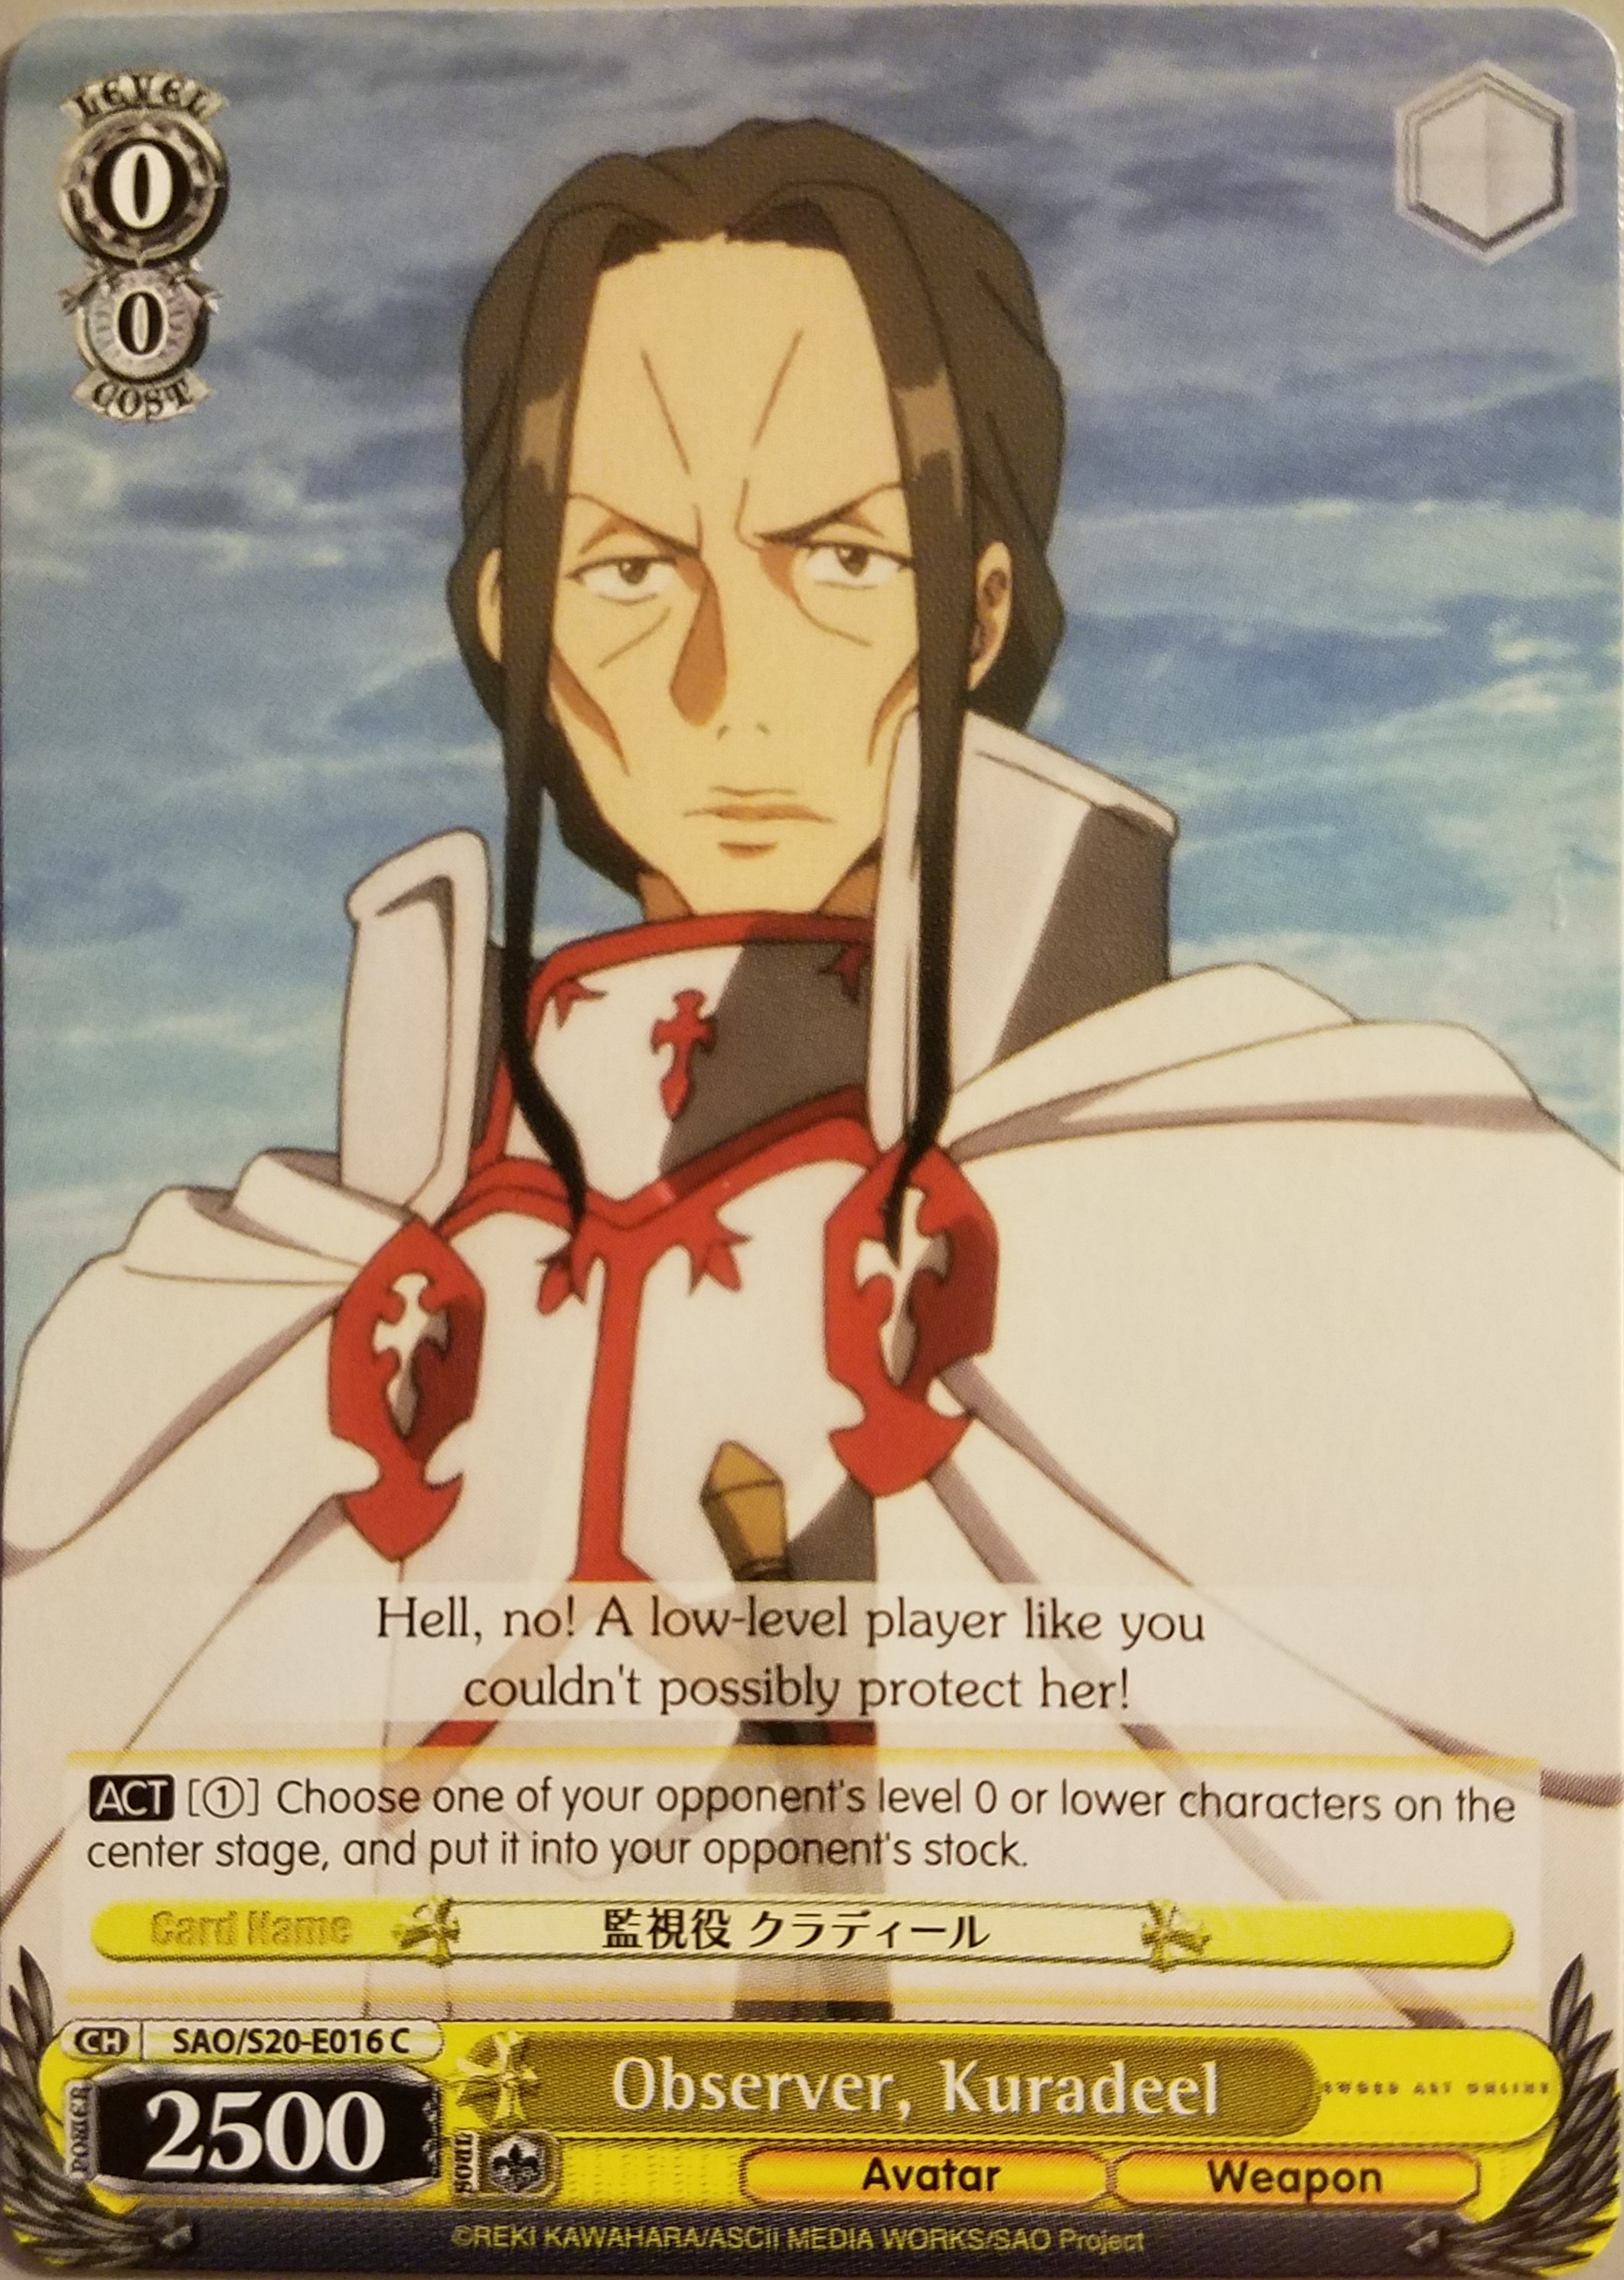 LEVEL
0
0
COST
Hell, no! A low-level player like you
couldn't possibly protect her!
ACT [①] Choose one of your opponent's level 0 or lower characters on the
center stage, and put it into your opponent's stock.
Card Name 監視役 クラディール
CH SAO/S20-E016 C
POWER 2500
SOUL
Observer, Kuradeel
SWORD ART ONLINE
Avatar Weapon
©REKI KAWAHARA/ASCII MEDIA WORKS/SAO Project